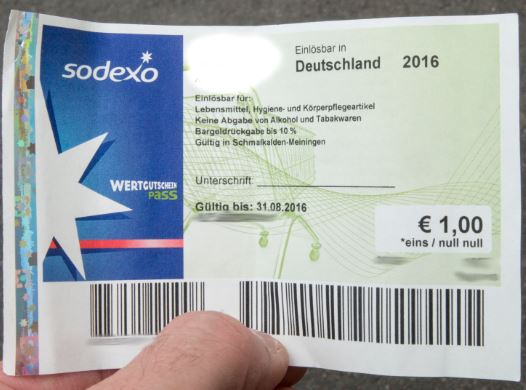 sodexo
Einlösbar in
Deutschland 2016
Einlösbar für:
Lebensmittel, Hygiene- und Körperpflegeartikel
Keine Abgabe von Alkohol und Tabakwaren
Bargeldrückgabe bis 10 %
Gültig in Schmalkalden-Meiningen
WERTGUTSCHEIN
Pass
Unterschrift:
Gültig bis: 31.08.2016
€ 1,00
*eins / null null